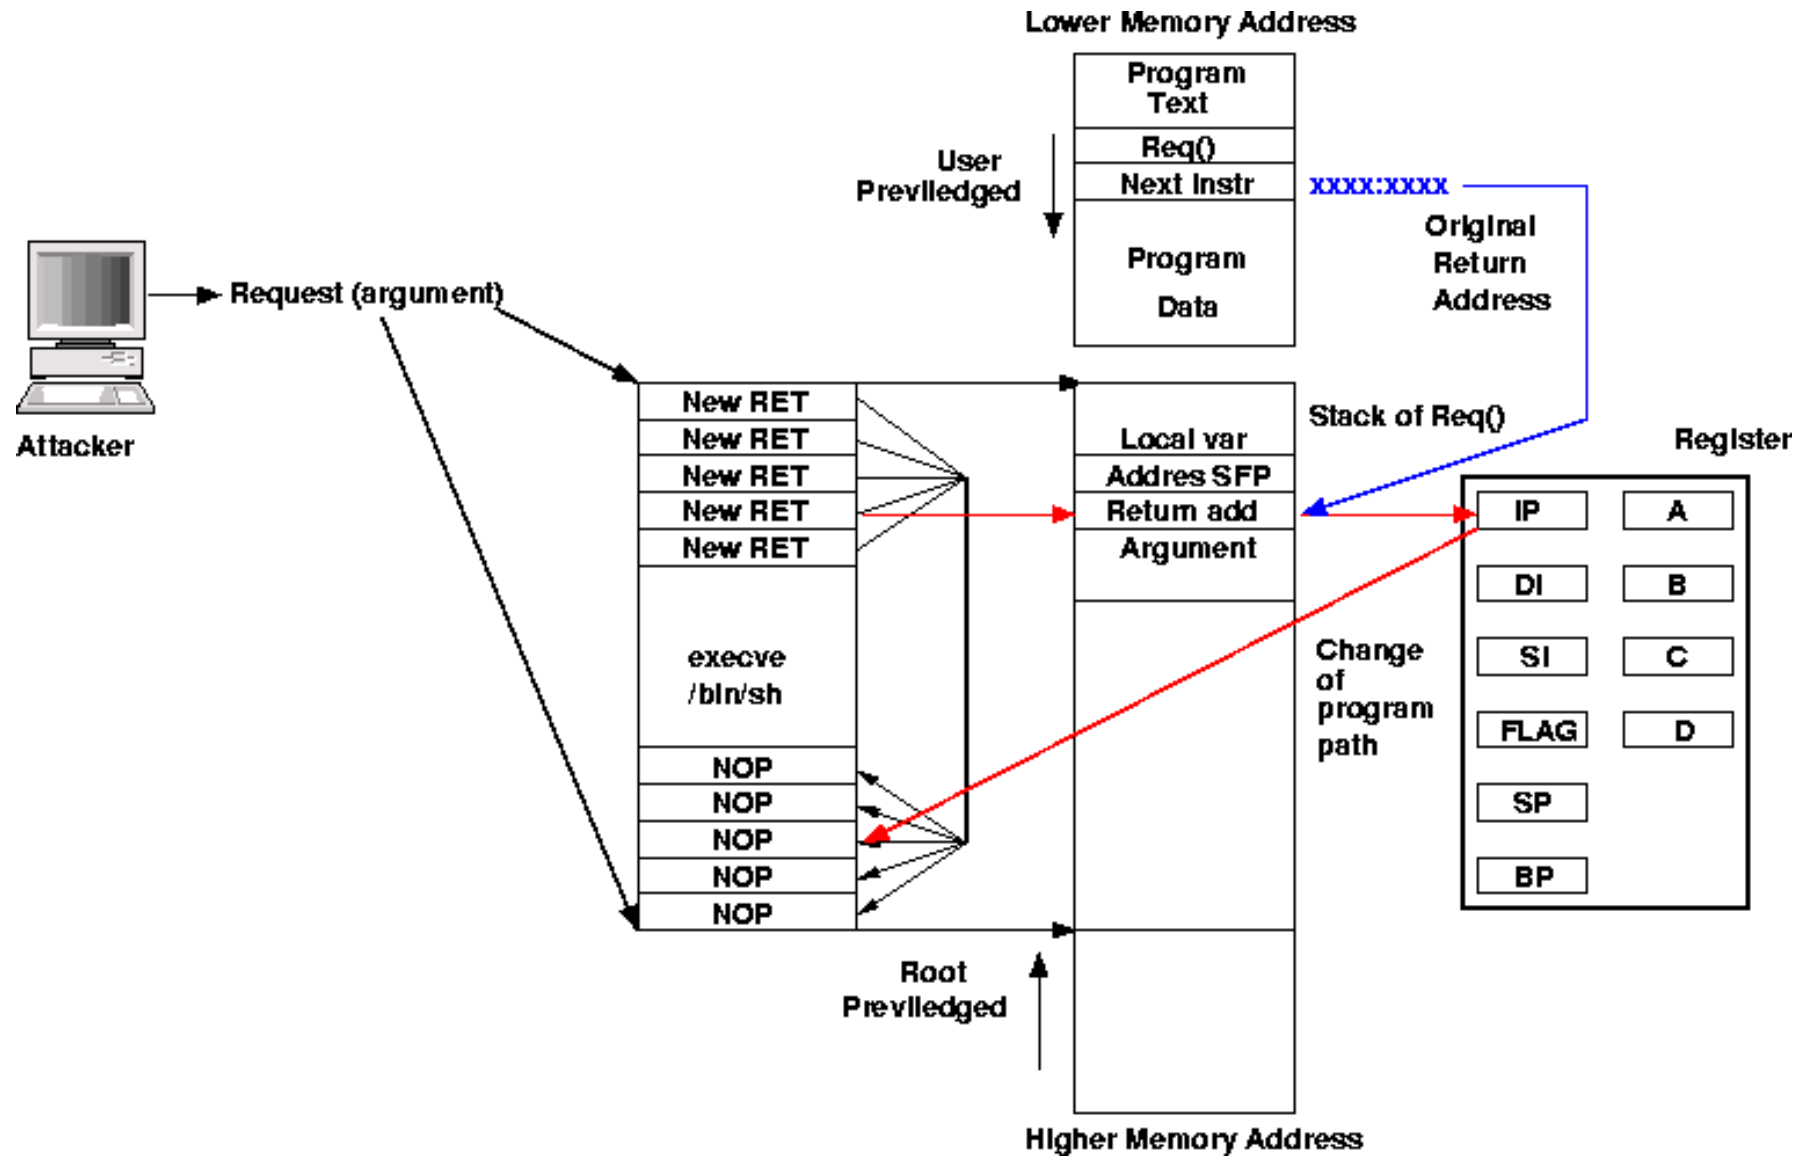 Lower Memory Address
Program
Text
Req()
Next Instr
Program
Data
User
Previledged
xxxx:xxxx
Original
Return
Address
Attacker
Request (argument)
New RET
New RET
New RET
New RET
New RET
execve
/bin/sh
NOP
NOP
NOP
NOP
NOP
Local var
Addres SFP
Return add
Argument
Stack of Req()
Register
IP
A
DI
B
SI
C
FLAG
D
SP
BP
Change
of
program
path
Root
Previledged
Higher Memory Address